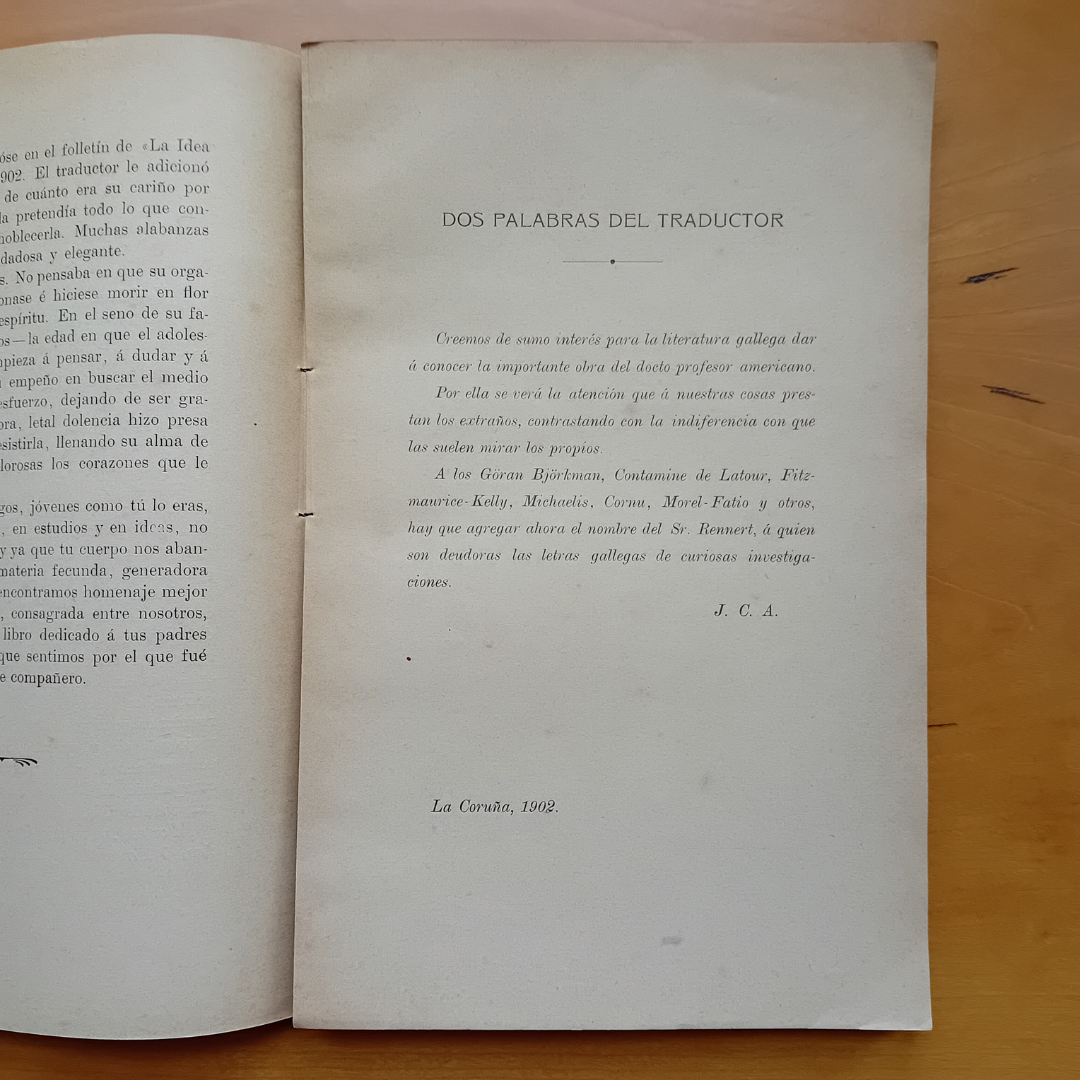 óse en el folletín de «La Idea
902. El traductor le adicionó
de cuánto era su cariño por
la pretendía todo lo que con-
noblecerla. Muchas alabanzas
dadosa y elegante.
s. No pensaba en que su orga-
onase é hiciese morir en flor
espíritu. En el seno de su fa-
os—la edad en que el adoles-
npieza á pensar, á dudar y á
empeño en buscar el medio
esfuerzo, dejando de ser gra-
ora, letal dolencia hizo presa
esistirla, llenando su alma de
lorosas los corazones que le
gos, jóvenes como tú lo eras,
, en estudios y en ideas, no
y ya que tu cuerpo nos aban-
materia fecunda, generadora
encontramos homenaje mejor
, consagrada entre nosotros,
libro dedicado á tus padres
que sentimos por el que fué
e compañero.
DOS PALABRAS DEL TRADUCTOR
Creemos de sumo interés para la literatura gallega dar
á conocer la importante obra del docto profesor americano.
Por ella se verá la atención que á nuestras cosas pres-
tan los extraños, contrastando con la indiferencia con que
las suelen mirar los propios.
A los Göran Björkman, Contamine de Latour, Fitz-
maurice-Kelly, Michaelis, Cornu, Morel-Fatio y otros,
hay que agregar ahora el nombre del Sr. Rennert, á quien
son deudoras las letras gallegas de curiosas investiga-
ciones.
J. C. A.
La Coruña, 1902.